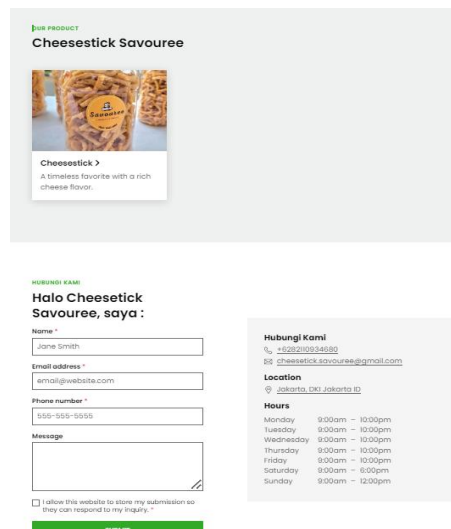 OUR PRODUCT
Cheesestick Savouree
Savouree
Cheesestick >
A timeless favorite with a rich
cheese flavor.
HUBUNGI KAMI
Halo Cheesetick
Savouree, saya :
Name *
Jane Smith
Email address *
email@website.com
Phone number *
555-555-5555
Message
I allow this website to store my submission so
they can respond to my inquiry. *
Hubungi Kami
+6282110934680
cheesetick.savouree@gmail.com
Location
Jakarta, DKI Jakarta ID
Hours
Monday 9:00am – 10:00pm
Tuesday 9:00am – 10:00pm
Wednesday 9:00am – 10:00pm
Thursday 9:00am – 10:00pm
Friday 9:00am – 10:00pm
Saturday 9:00am – 6:00pm
Sunday 9:00am – 12:00pm